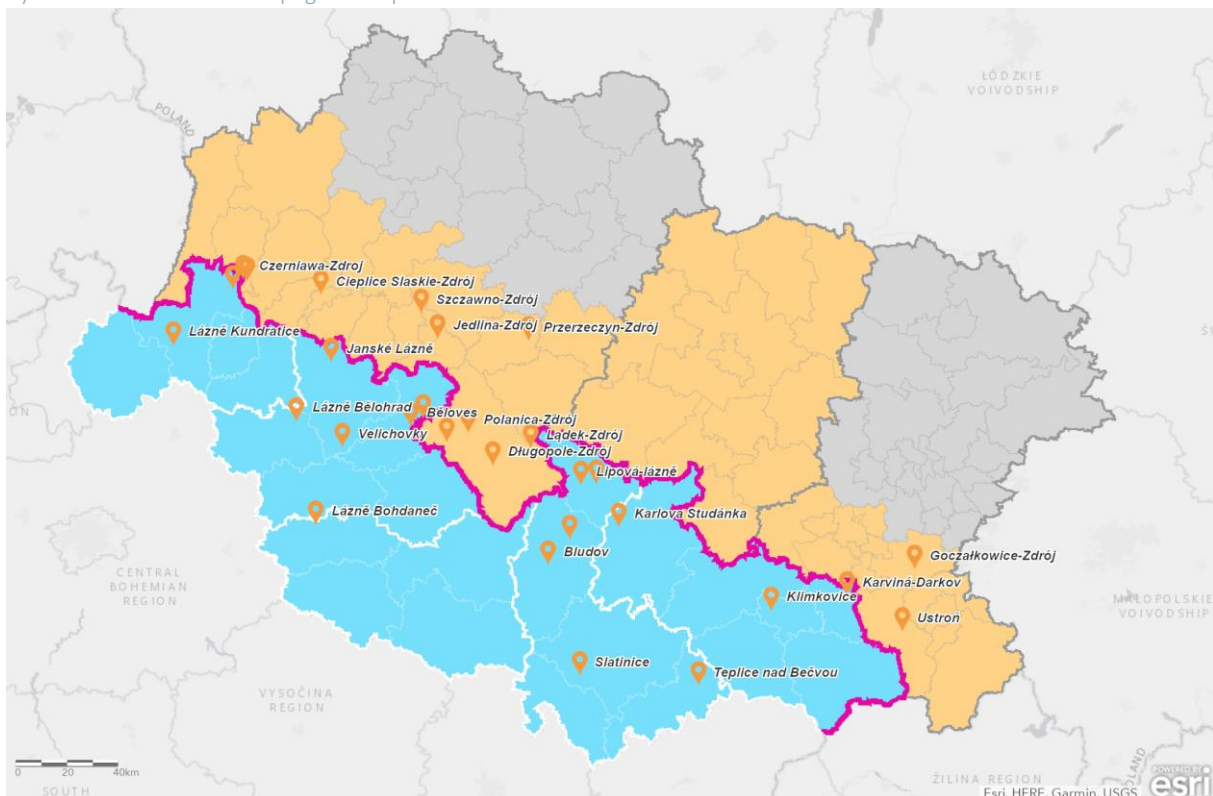 ŁÓDZKIE
VOIVODSHIP
POLAND
Czerniawa-Zdrój
Cieplice Slaskie-Zdrój
Szczawno-Zdrój
Jedlina-Zdrój
Przerzeczyn-Zdrój
Lázně Kundratice
Janské Lázně
Lázně Bělohrad
Běloves
Polanica-Zdrój
Velichovky
Lądek-Zdrój
Długopole-Zdrój
Lipová-lázně
Lázně Bohdaneč
Karlova Studánka
Bludov
Goczałkowice-Zdrój
CENTRAL
BOHEMIAN
REGION
Karviná-Darkov
Klimkovice
MAŁOPOLSKIE
VOIVODSHIP
Ustroń
Slatinice
Teplice nad Bečvou
VYSOČINA
REGION
0 20 40km
SOUTH
ŽILINA REGION
POLAND
Esri, HERE, Garmin, USGS
POWERED BY
esri